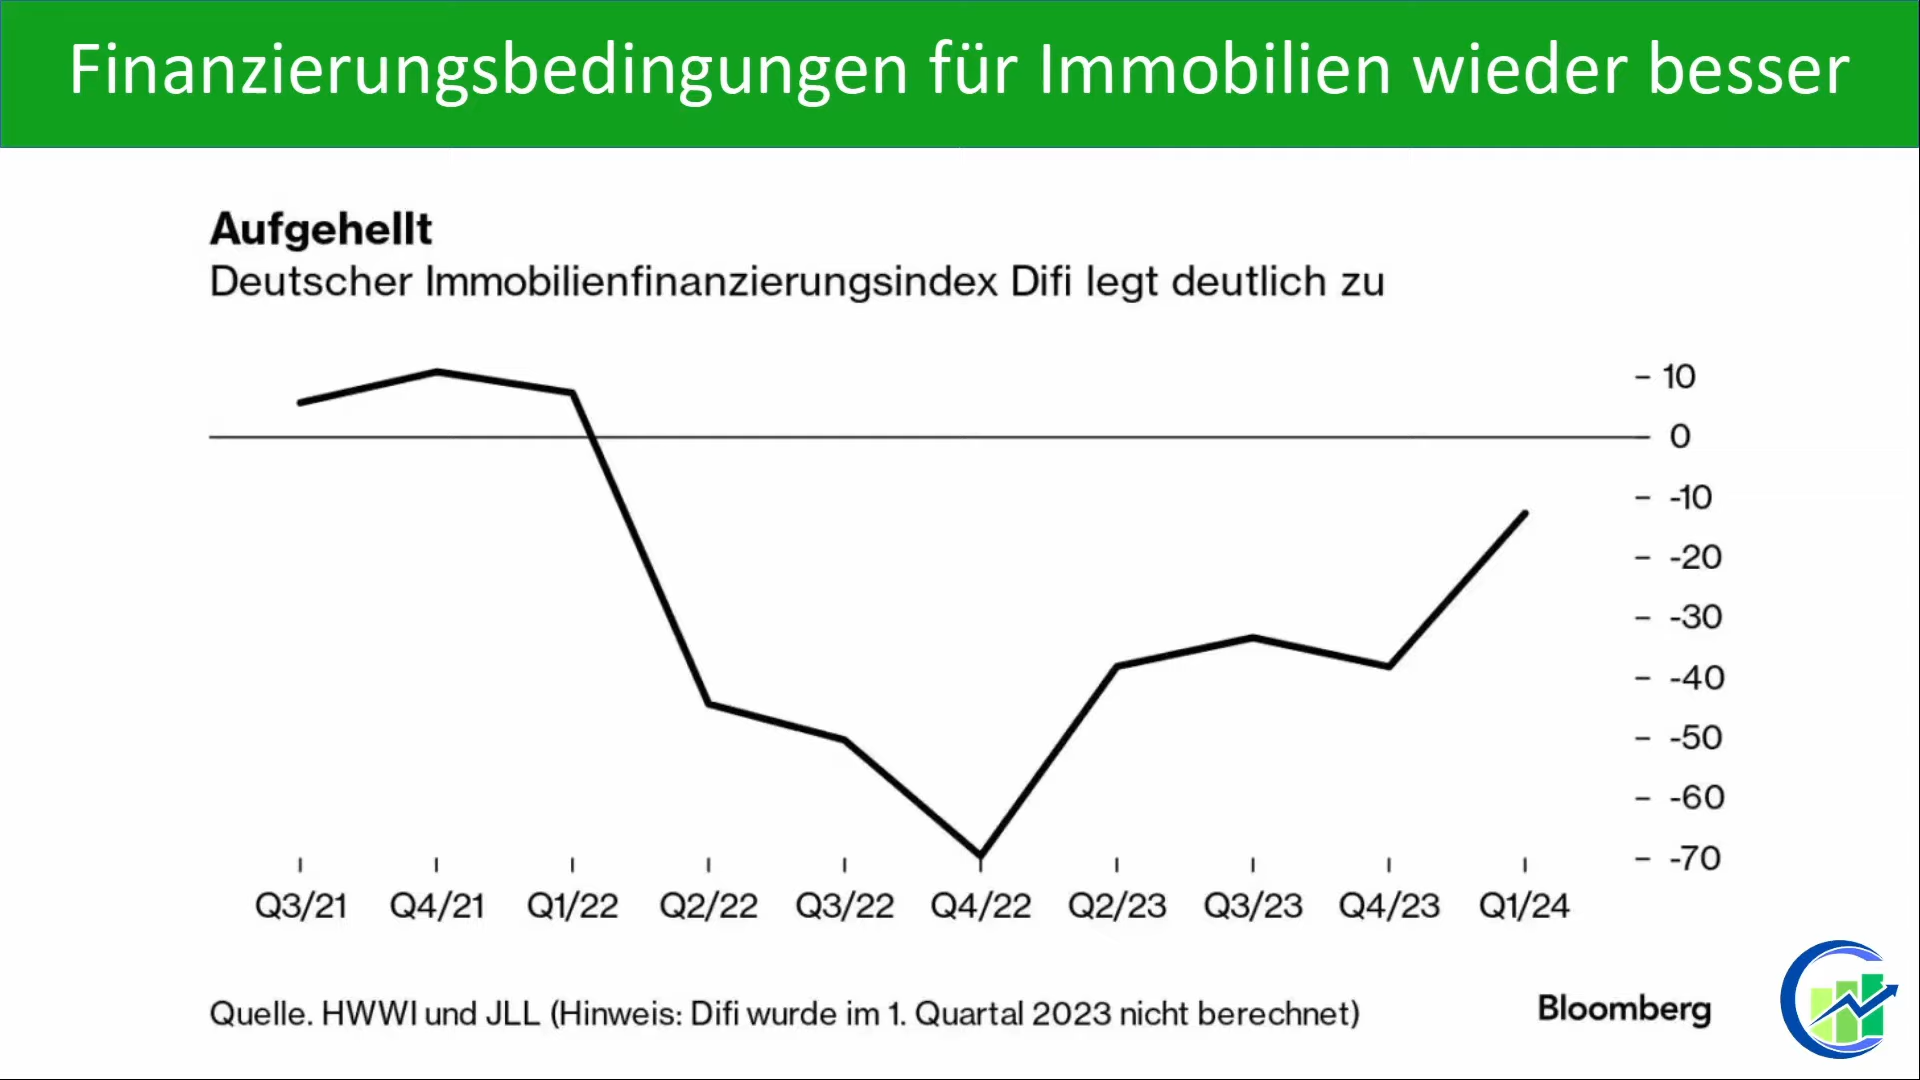 Finanzierungsbedingungen für Immobilien wieder besser
Aufgehellt
Deutscher Immobilienfinanzierungsindex Difi legt deutlich zu
10
0
-10
-20
-30
-40
-50
-60
-70
Q3/21 Q4/21 Q1/22 Q2/22 Q3/22 Q4/22 Q2/23 Q3/23 Q4/23 Q1/24
Quelle. HWWI und JLL (Hinweis: Difi wurde im 1. Quartal 2023 nicht berechnet)
Bloomberg